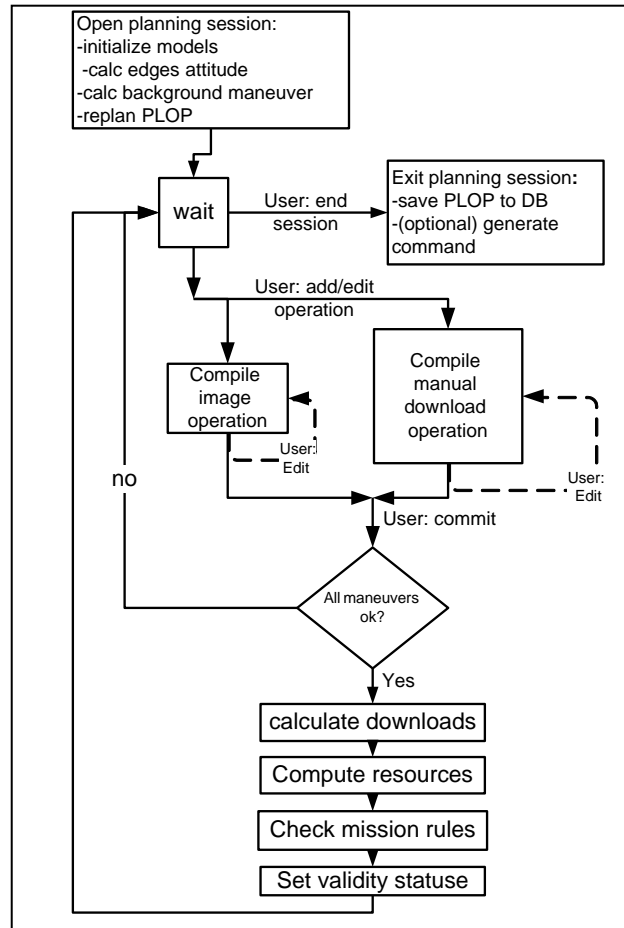 Open planning session:
-initialize models
-calc edges attitude
-calc background maneuver
-replan PLOP
wait
User: end
session
Exit planning session:
-save PLOP to DB
-(optional) generate
command
User: add/edit
operation
Compile
image
operation
User:
Edit
Compile
manual
download
operation
User:
Edit
no
User: commit
All maneuvers
ok?
Yes
calculate downloads
Compute resources
Check mission rules
Set validity statuse